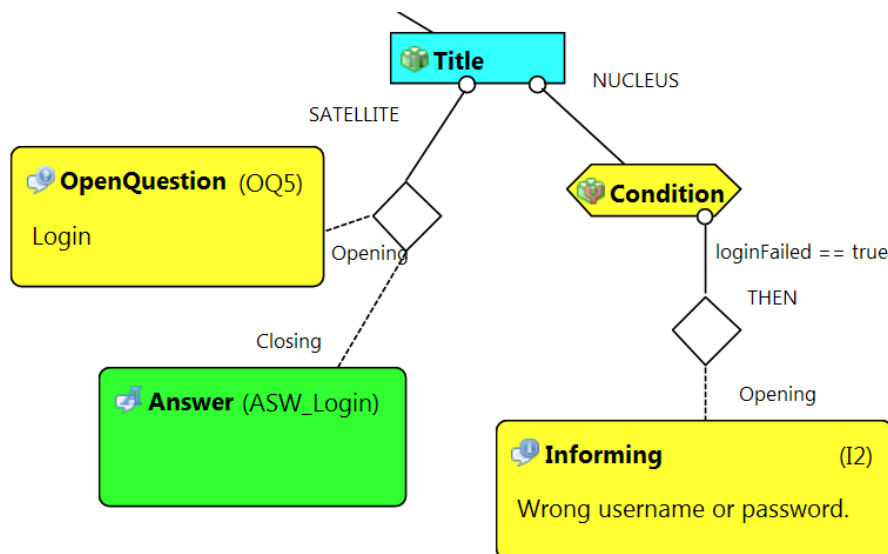 Title
NUCLEUS
SATELLITE
OpenQuestion (OQ5)
Login
Condition
Opening
loginFailed == true
THEN
Closing
Answer (ASW_Login)
Opening
Informing (I2)
Wrong username or password.